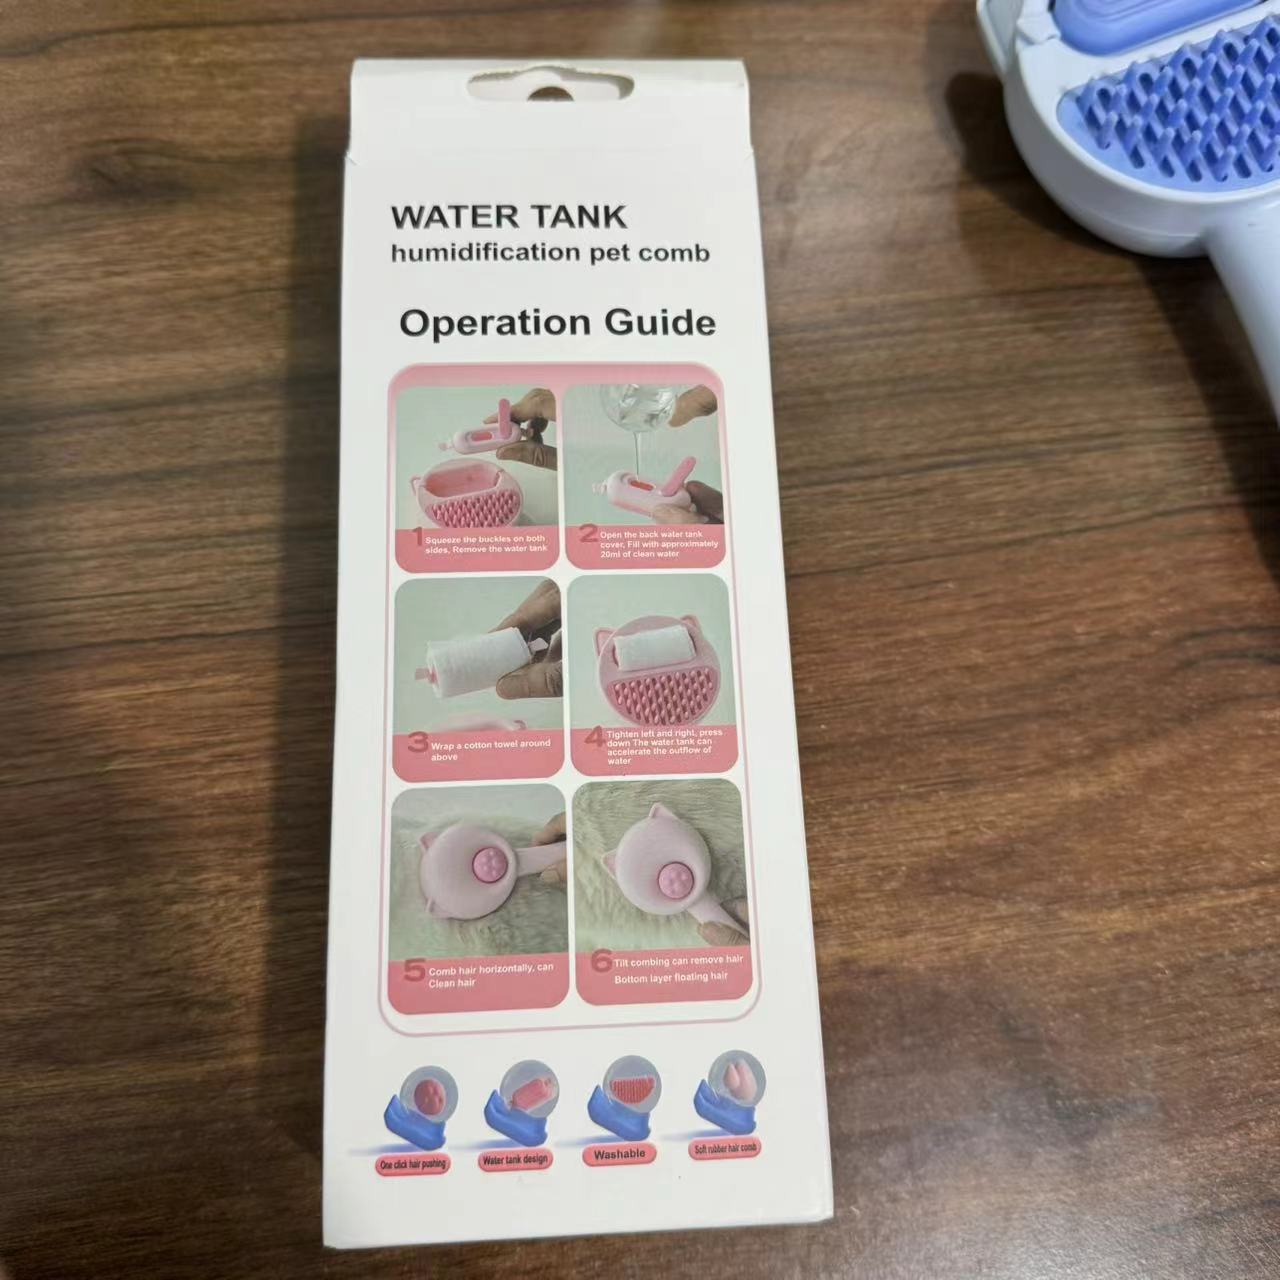 WATER TANK
humidification pet comb
Operation Guide
1 Squeeze the buckles on both
sides, Remove the water tank
2 Open the back water tank
cover, Fill with approximately
20ml of clean water
3 Wrap a cotton towel around
above
4 Tighten left and right, press
down The water tank can
accelerate the outflow of
water
5 Comb hair horizontally, can
Clean hair
6 Tilt combing can remove hair
Bottom layer floating hair
One click hair pushing
Water tank design
Washable
Soft rubber hair comb